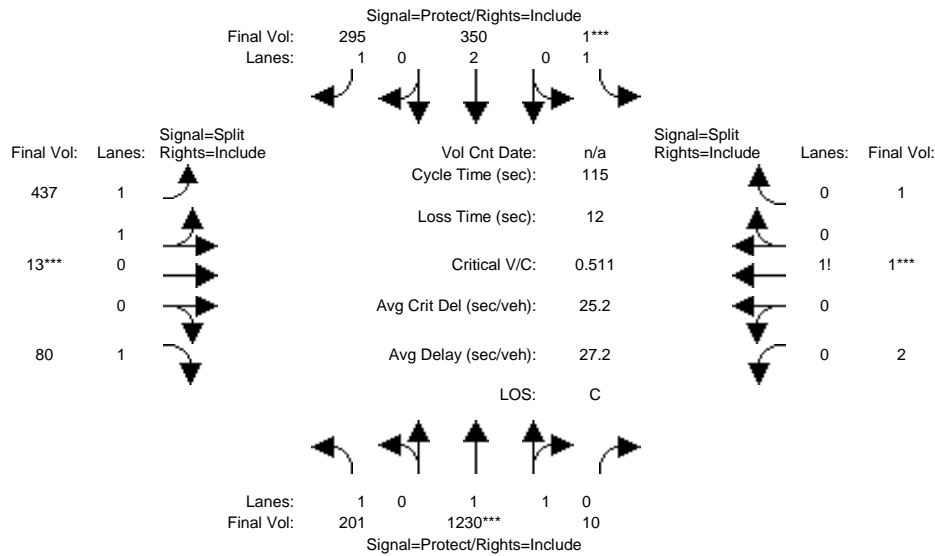 Signal=Protect/Rights=Include
Final Vol: 295 350 1***
Lanes: 1 0 2 0 1
Signal=Split
Final Vol: Lanes: Rights=Include
Vol Cnt Date: n/a
Signal=Split
Rights=Include Lanes: Final Vol:
Cycle Time (sec): 115
437 1
0 1
Loss Time (sec): 12
1
0
13*** 0
Critical V/C: 0.511
1! 1***
0
Avg Crit Del (sec/veh): 25.2
0
80 1
Avg Delay (sec/veh): 27.2
0 2
LOS: C
Lanes: 1 0 1 1 0
Final Vol: 201 1230*** 10
Signal=Protect/Rights=Include